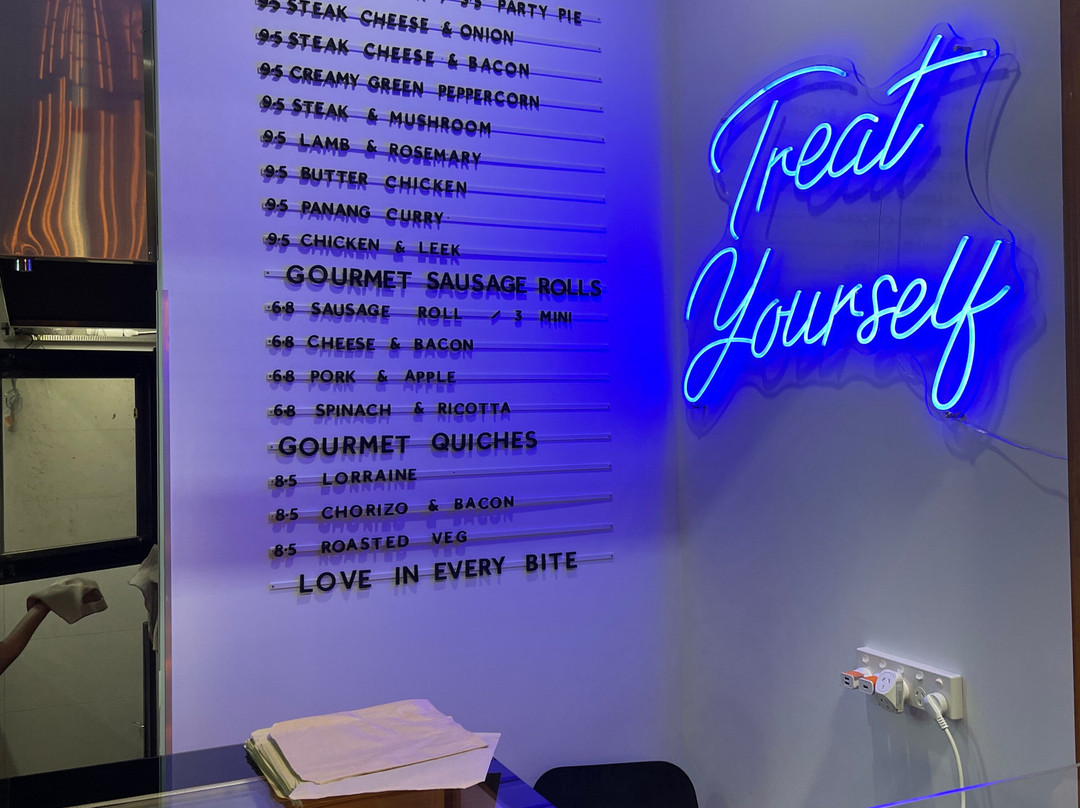 / 3.5 PARTY PIE
9.5 STEAK CHEESE & ONION
9.5 STEAK CHEESE & BACON
9.5 CREAMY GREEN PEPPERCORN
9.5 STEAK & MUSHROOM
9.5 LAMB & ROSEMARY
9.5 BUTTER CHICKEN
9.5 PANANG CURRY
9.5 CHICKEN & LEEK
GOURMET SAUSAGE ROLLS
6.8 SAUSAGE ROLL / 3 MINI
6.8 CHEESE & BACON
6.8 PORK & APPLE
6.8 SPINACH & RICOTTA
GOURMET QUICHES
8.5 LORRAINE
8.5 CHORIZO & BACON
8.5 ROASTED VEG
LOVE IN EVERY BITE
Treat
Yourself